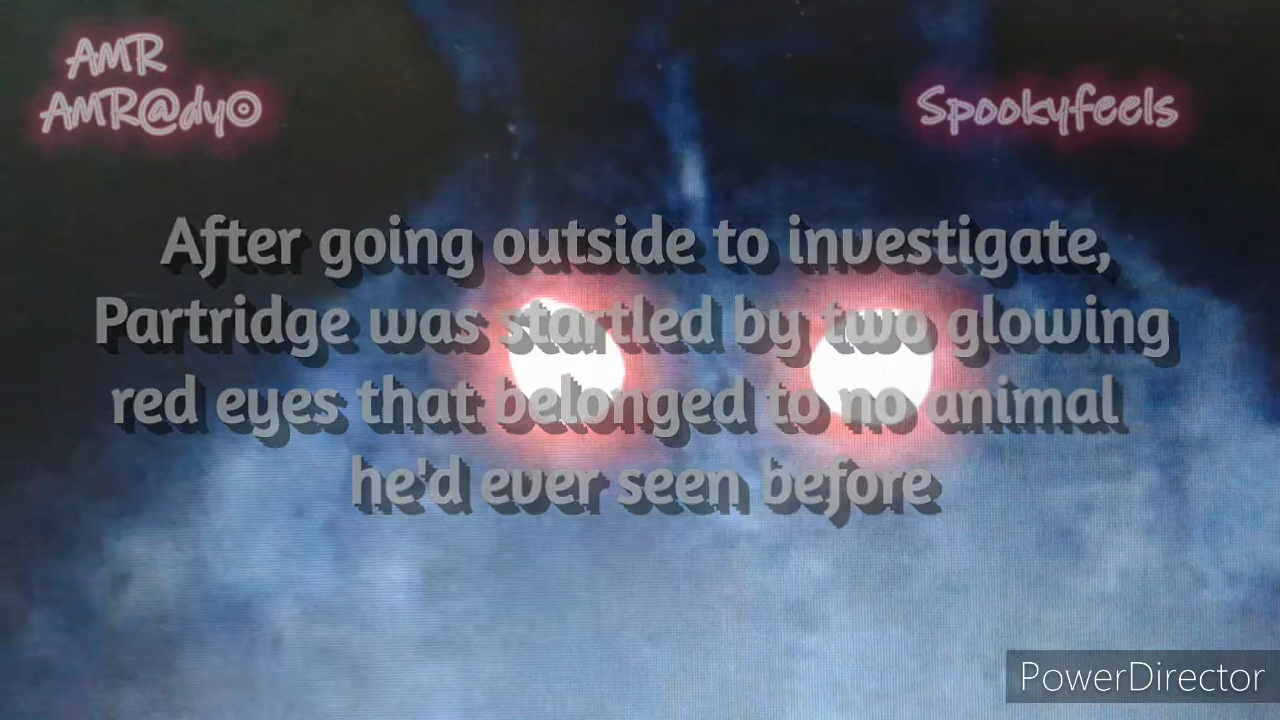 AMR
AMR@dy⊙
Spookyfeels
After going outside to investigate,
Partridge was startled by two glowing
red eyes that belonged to no animal
he'd ever seen before
PowerDirector